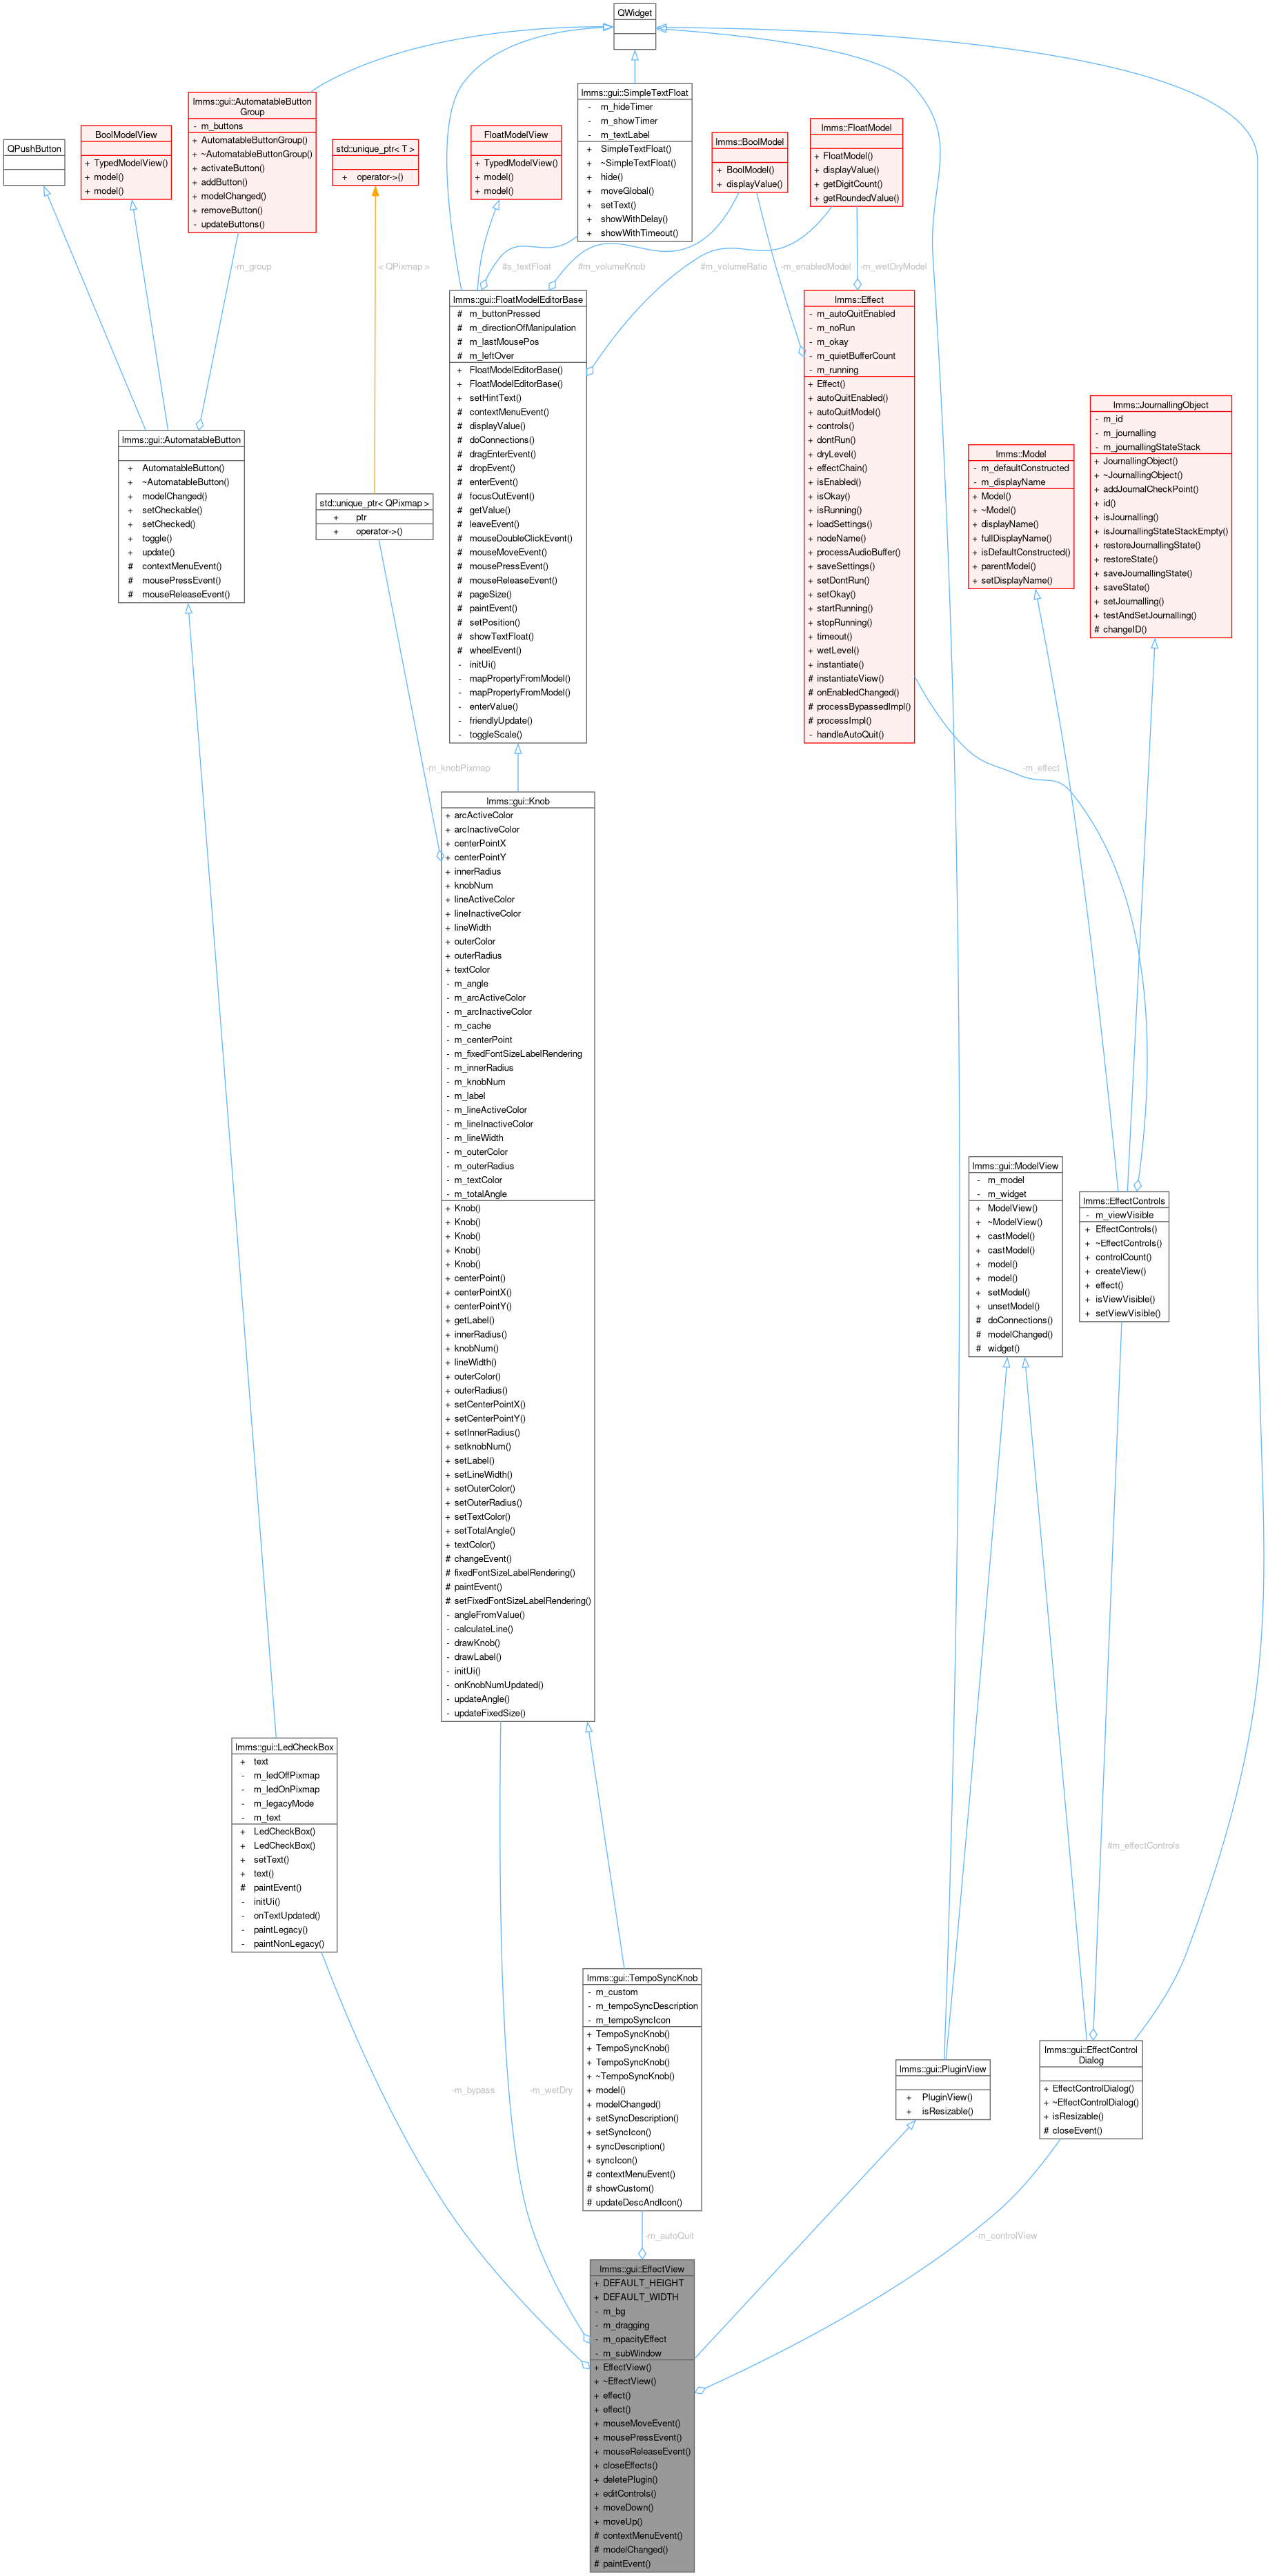 QWidget
lmms::gui::SimpleTextFloat
- m_hideTimer
- m_showTimer
- m_textLabel
+ SimpleTextFloat()
+ ~SimpleTextFloat()
+ hide()
+ moveGlobal()
+ setText()
+ showWithDelay()
+ showWithTimeout()
lmms::gui::AutomatableButton
Group
- m_buttons
+ AutomatableButtonGroup()
+ ~AutomatableButtonGroup()
+ activateButton()
+ addButton()
+ modelChanged()
+ removeButton()
- updateButtons()
QPushButton
BoolModelView
+ TypedModelView()
+ model()
+ model()
std::unique_ptr< T >
+ operator->()
FloatModelView
+ TypedModelView()
+ model()
+ model()
lmms::BoolModel
+ BoolModel()
+ displayValue()
lmms::FloatModel
+ FloatModel()
+ displayValue()
+ getDigitCount()
+ getRoundedValue()
-m_group
< QPixmap >
#s_textFloat
#m_volumeKnob
#m_volumeRatio
-m_enabledModel
-m_wetDryModel
lmms::gui::FloatModelEditorBase
# m_buttonPressed
# m_directionOfManipulation
# m_lastMousePos
# m_leftOver
+ FloatModelEditorBase()
+ FloatModelEditorBase()
+ setHintText()
# contextMenuEvent()
# displayValue()
# doConnections()
# dragEnterEvent()
# dropEvent()
# enterEvent()
# focusOutEvent()
# getValue()
# leaveEvent()
# mouseDoubleClickEvent()
# mouseMoveEvent()
# mousePressEvent()
# mouseReleaseEvent()
# pageSize()
# paintEvent()
# setPosition()
# showTextFloat()
# wheelEvent()
- initUi()
- mapPropertyFromModel()
- mapPropertyFromModel()
- enterValue()
- friendlyUpdate()
- toggleScale()
lmms::Effect
- m_autoQuitEnabled
- m_noRun
- m_okay
- m_quietBufferCount
- m_running
+ Effect()
+ autoQuitEnabled()
+ autoQuitModel()
+ controls()
+ dontRun()
+ dryLevel()
+ effectChain()
+ isEnabled()
+ isOkay()
+ isRunning()
+ loadSettings()
+ nodeName()
+ processAudioBuffer()
+ saveSettings()
+ setDontRun()
+ setOkay()
+ startRunning()
+ stopRunning()
+ timeout()
+ wetLevel()
+ instantiate()
# instantiateView()
# onEnabledChanged()
# processBypassedImpl()
# processImpl()
- handleAutoQuit()
lmms::JournallingObject
- m_id
- m_journalling
- m_journallingStateStack
+ JournallingObject()
+ ~JournallingObject()
+ addJournalCheckPoint()
+ id()
+ isJournalling()
+ isJournallingStateStackEmpty()
+ restoreJournallingState()
+ restoreState()
+ saveJournallingState()
+ saveState()
+ setJournalling()
+ testAndSetJournalling()
# changeID()
lmms::Model
- m_defaultConstructed
- m_displayName
+ Model()
+ ~Model()
+ displayName()
+ fullDisplayName()
+ isDefaultConstructed()
+ parentModel()
+ setDisplayName()
lmms::gui::AutomatableButton
+ AutomatableButton()
+ ~AutomatableButton()
+ modelChanged()
+ setCheckable()
+ setChecked()
+ toggle()
+ update()
# contextMenuEvent()
# mousePressEvent()
# mouseReleaseEvent()
std::unique_ptr< QPixmap >
+ ptr
+ operator->()
-m_knobPixmap
-m_effect
lmms::gui::Knob
+ arcActiveColor
+ arcInactiveColor
+ centerPointX
+ centerPointY
+ innerRadius
+ knobNum
+ lineActiveColor
+ lineInactiveColor
+ lineWidth
+ outerColor
+ outerRadius
+ textColor
- m_angle
- m_arcActiveColor
- m_arcInactiveColor
- m_cache
- m_centerPoint
- m_fixedFontSizeLabelRendering
- m_innerRadius
- m_knobNum
- m_label
- m_lineActiveColor
- m_lineInactiveColor
- m_lineWidth
- m_outerColor
- m_outerRadius
- m_textColor
- m_totalAngle
+ Knob()
+ Knob()
+ Knob()
+ Knob()
+ Knob()
+ centerPoint()
+ centerPointX()
+ centerPointY()
+ getLabel()
+ innerRadius()
+ knobNum()
+ lineWidth()
+ outerColor()
+ outerRadius()
+ setCenterPointX()
+ setCenterPointY()
+ setInnerRadius()
+ setknobNum()
+ setLabel()
+ setLineWidth()
+ setOuterColor()
+ setOuterRadius()
+ setTextColor()
+ setTotalAngle()
+ textColor()
# changeEvent()
# fixedFontSizeLabelRendering()
# paintEvent()
# setFixedFontSizeLabelRendering()
- angleFromValue()
- calculateLine()
- drawKnob()
- drawLabel()
- initUi()
- onKnobNumUpdated()
- updateAngle()
- updateFixedSize()
lmms::gui::ModelView
- m_model
- m_widget
+ ModelView()
+ ~ModelView()
+ castModel()
+ castModel()
+ model()
+ model()
+ setModel()
+ unsetModel()
# doConnections()
# modelChanged()
# widget()
lmms::EffectControls
- m_viewVisible
+ EffectControls()
+ ~EffectControls()
+ controlCount()
+ createView()
+ effect()
+ isViewVisible()
+ setViewVisible()
lmms::gui::LedCheckBox
+ text
- m_ledOffPixmap
- m_ledOnPixmap
- m_legacyMode
- m_text
+ LedCheckBox()
+ LedCheckBox()
+ setText()
+ text()
# paintEvent()
- initUi()
- onTextUpdated()
- paintLegacy()
- paintNonLegacy()
#m_effectControls
lmms::gui::TempoSyncKnob
- m_custom
- m_tempoSyncDescription
- m_tempoSyncIcon
+ TempoSyncKnob()
+ TempoSyncKnob()
+ TempoSyncKnob()
+ ~TempoSyncKnob()
+ model()
+ modelChanged()
+ setSyncDescription()
+ setSyncIcon()
+ syncDescription()
+ syncIcon()
# contextMenuEvent()
# showCustom()
# updateDescAndIcon()
lmms::gui::PluginView
+ PluginView()
+ isResizable()
lmms::gui::EffectControl
Dialog
+ EffectControlDialog()
+ ~EffectControlDialog()
+ isResizable()
# closeEvent()
-m_bypass
-m_wetDry
-m_autoQuit
-m_controlView
lmms::gui::EffectView
+ DEFAULT_HEIGHT
+ DEFAULT_WIDTH
- m_bg
- m_dragging
- m_opacityEffect
- m_subWindow
+ EffectView()
+ ~EffectView()
+ effect()
+ effect()
+ mouseMoveEvent()
+ mousePressEvent()
+ mouseReleaseEvent()
+ closeEffects()
+ deletePlugin()
+ editControls()
+ moveDown()
+ moveUp()
# contextMenuEvent()
# modelChanged()
# paintEvent()